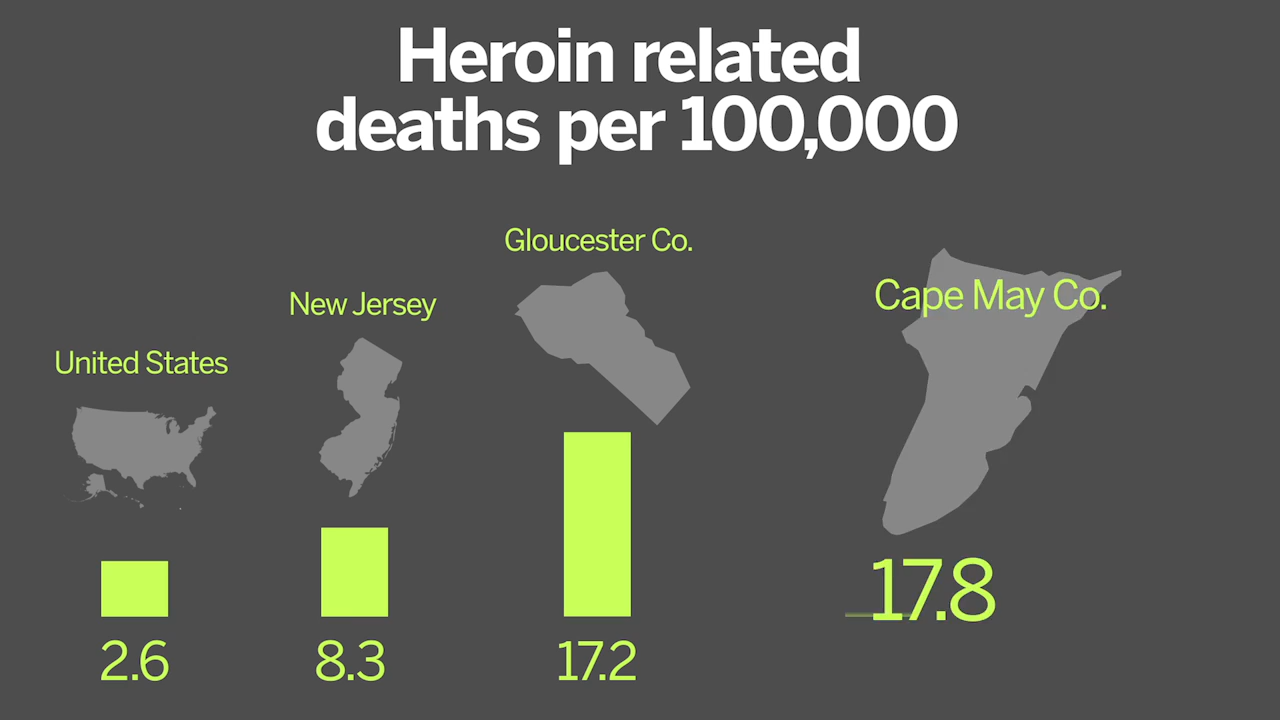 Heroin related
deaths per 100,000
United States
2.6
New Jersey
8.3
Gloucester Co.
17.2
Cape May Co.
17.8